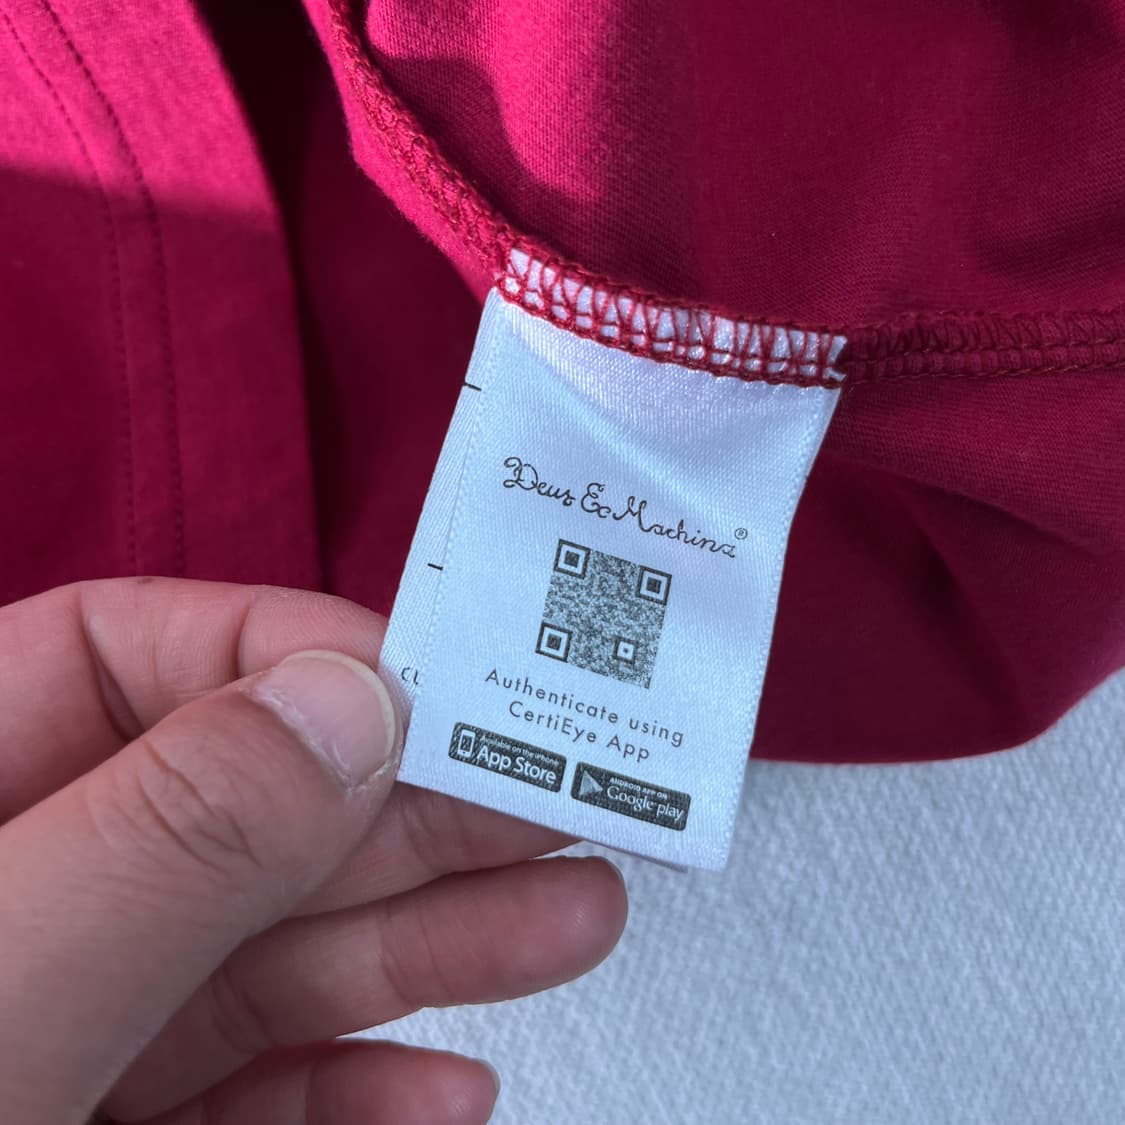 Deus Ex Machina®
Authenticate using
CertiEye App
Available on the iPhone
App Store
ANDROID APP ON
Google play